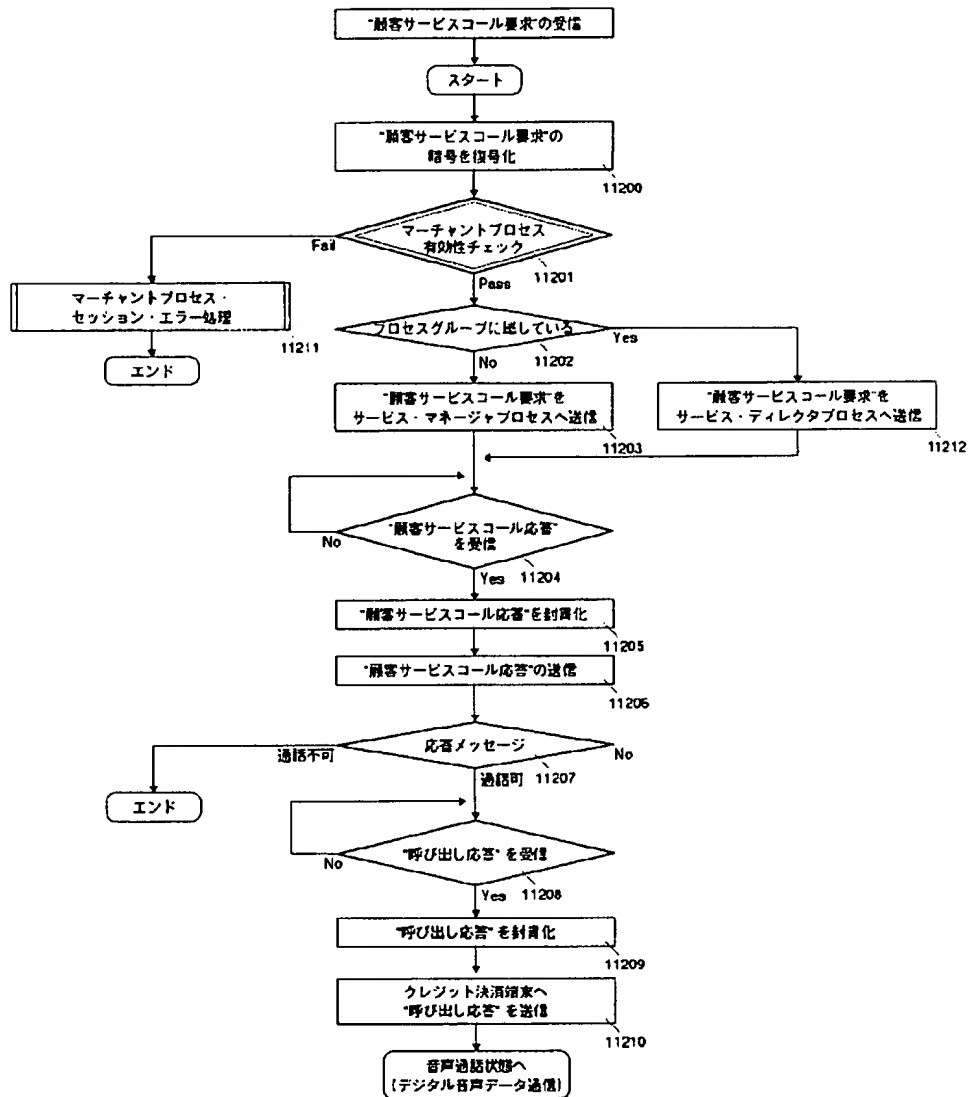 "顧客サービスコール要求"の受信
スタート
"顧客サービスコール要求"の
暗号を復号化
11200
マーチャントプロセス
有効性チェック
11201
Fail
Pass
マーチャントプロセス・
セッション・エラー処理
11211
エンド
プロセスグループに属している
11202
Yes
No
"顧客サービスコール要求"を
サービス・マネージャプロセスへ送信
11203
"顧客サービスコール要求"を
サービス・ディレクタプロセスへ送信
11212
"顧客サービスコール応答"
を受信
No
Yes
11204
"顧客サービスコール応答"を封書化
11205
"顧客サービスコール応答"の送信
11206
応答メッセージ
通話不可
No
11207
通話可
エンド
"呼び出し応答" を受信
No
11208
Yes
"呼び出し応答" を封書化
11209
クレジット決済端末へ
"呼び出し応答" を送信
11210
音声通話状態へ
(デジタル音声データ通信)